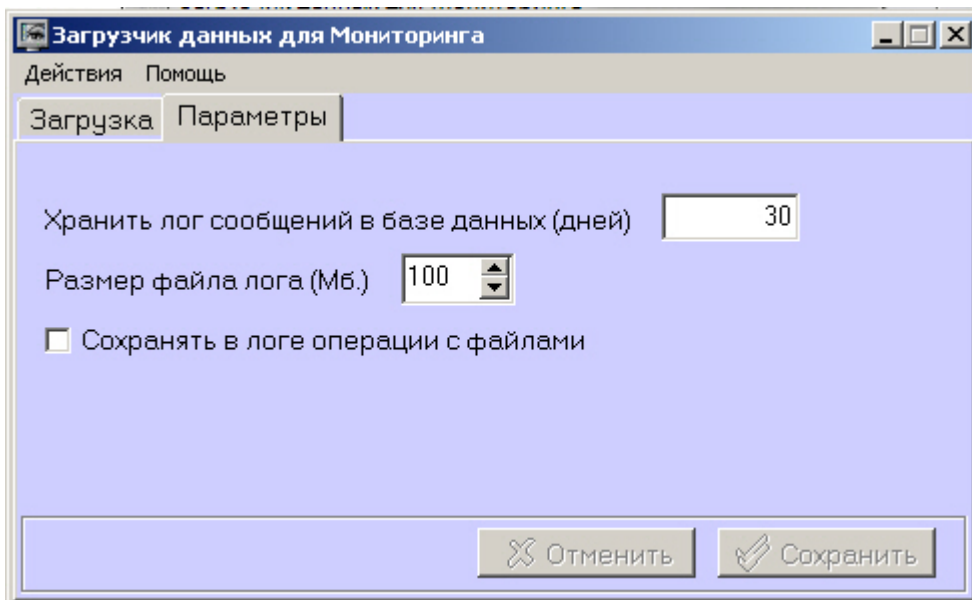 Загрузчик данных для Мониторинга
Действия Помощь
Загрузка Параметры
Хранить лог сообщений в базе данных (дней) 30
Размер файла лога (Мб.) 100
Сохранять в логе операции с файлами
Отменить Сохранить